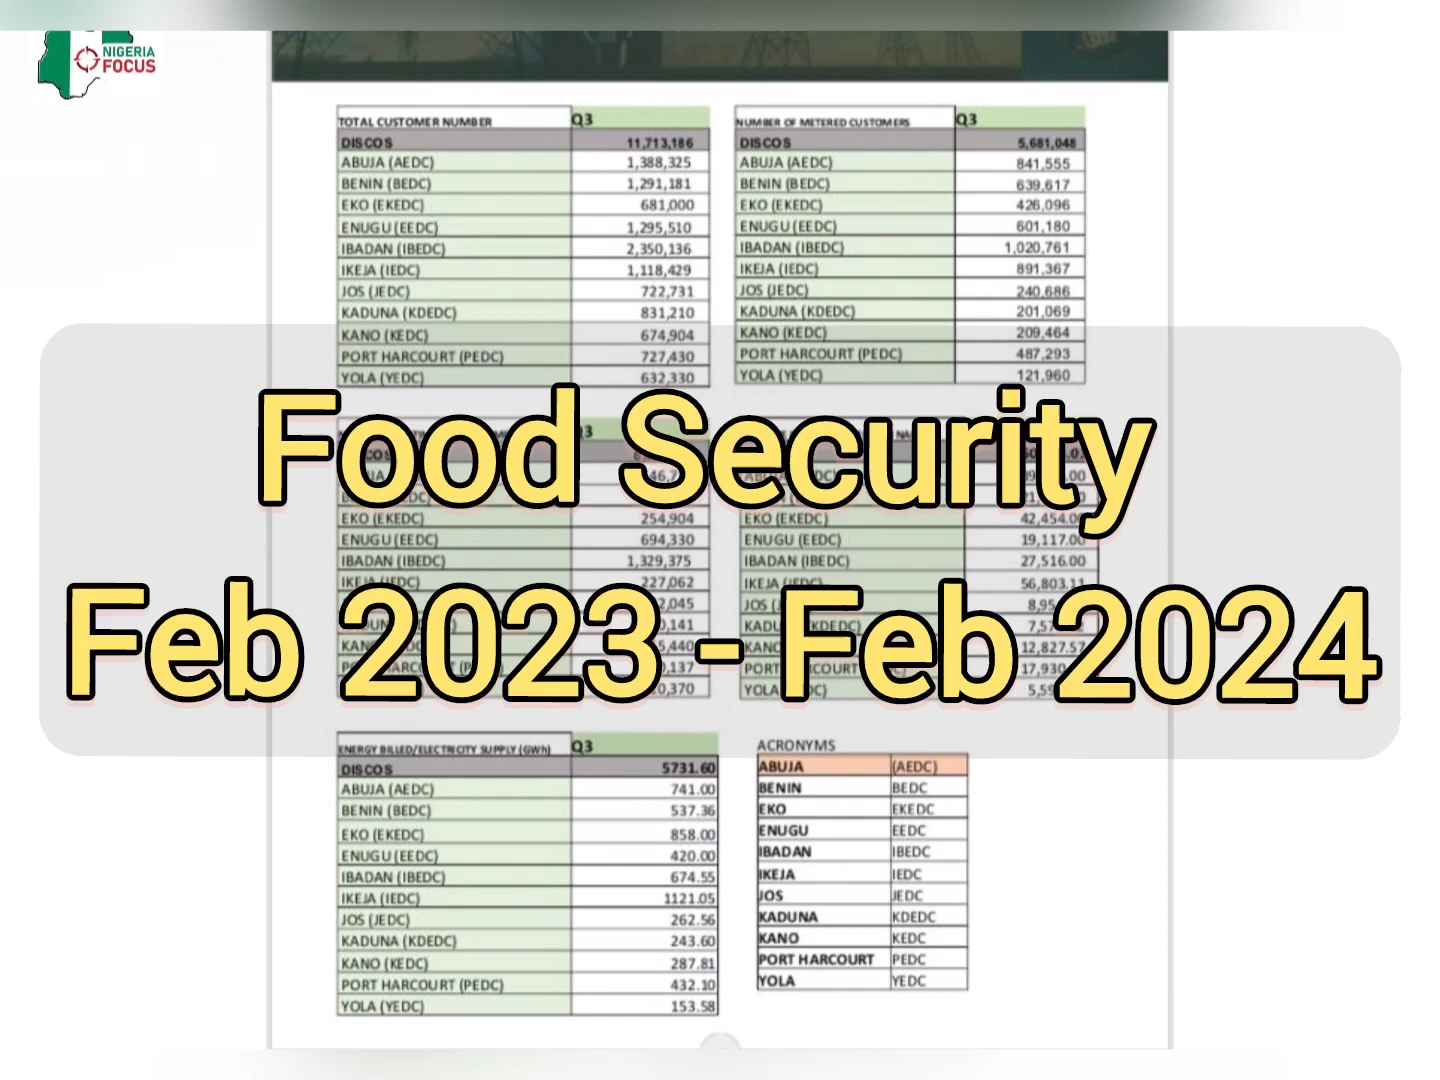 NIGERIA
FOCUS
TOTAL CUSTOMER NUMBER Q3
DISCOS 11,713,186
ABUJA (AEDC) 1,388,325
BENIN (BEDC) 1,291,181
EKO (EKEDC) 681,000
ENUGU (EEDC) 1,295,510
IBADAN (IBEDC) 2,350,136
IKEJA (IEDC) 1,118,429
JOS (JEDC) 722,731
KADUNA (KDEDC) 831,210
KANO (KEDC) 674,904
PORT HARCOURT (PEDC) 727,430
YOLA (YEDC) 632,330
NUMBER OF METERED CUSTOMERS Q3
DISCOS 5,681,048
ABUJA (AEDC) 841,555
BENIN (BEDC) 639,617
EKO (EKEDC) 426,096
ENUGU (EEDC) 601,180
IBADAN (IBEDC) 1,020,761
IKEJA (IEDC) 891,367
JOS (JEDC) 240,686
KADUNA (KDEDC) 201,069
KANO (KEDC) 209,464
PORT HARCOURT (PEDC) 487,293
YOLA (YEDC) 121,960
Food Security
Feb 2023 - Feb 2024
EKO (EKEDC) 254,904
ENUGU (EEDC) 694,330
IBADAN (IBEDC) 1,329,375
IKEJA (IEDC) 227,062
EKO (EKEDC) 42,454.00
ENUGU (EEDC) 19,117.00
IBADAN (IBEDC) 27,516.00
IKEJA (IEDC) 56,803.11
12,827.57
ENERGY BILLED/ELECTRICITY SUPPLY (GWh) Q3
DISCOS 5731.60
ABUJA (AEDC) 741.00
BENIN (BEDC) 537.36
EKO (EKEDC) 858.00
ENUGU (EEDC) 420.00
IBADAN (IBEDC) 674.55
IKEJA (IEDC) 1121.05
JOS (JEDC) 262.56
KADUNA (KDEDC) 243.60
KANO (KEDC) 287.81
PORT HARCOURT (PEDC) 432.10
YOLA (YEDC) 153.58
ACRONYMS
ABUJA (AEDC)
BENIN BEDC
EKO EKEDC
ENUGU EEDC
IBADAN IBEDC
IKEJA IEDC
JOS JEDC
KADUNA KDEDC
KANO KEDC
PORT HARCOURT PEDC
YOLA YEDC